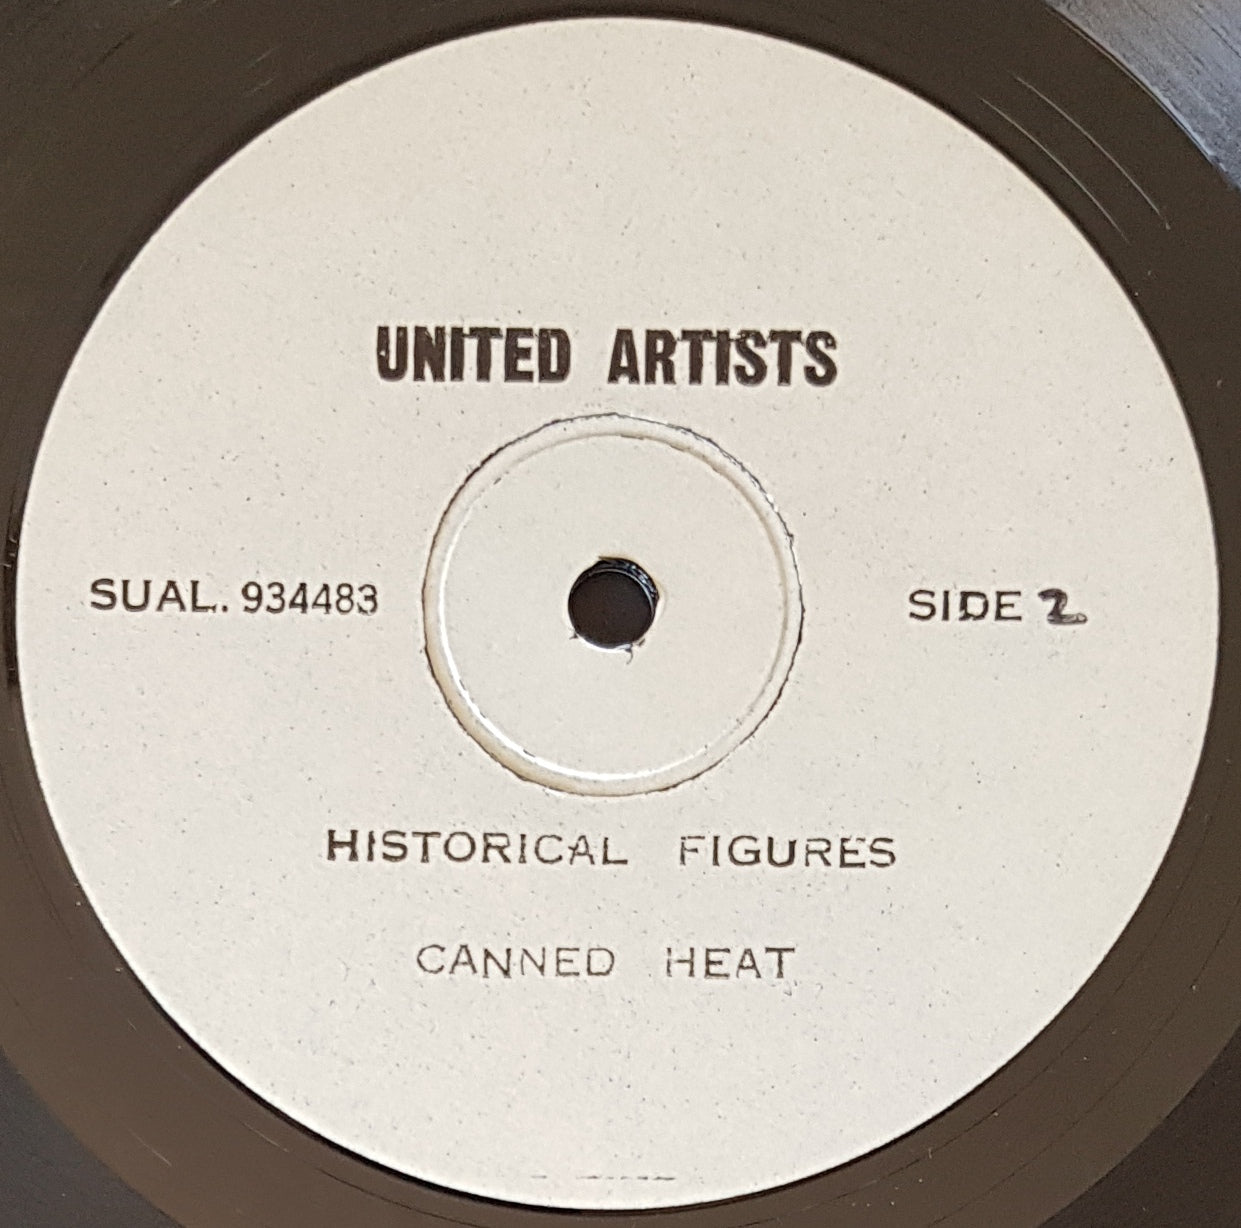 UNITED ARTISTS
SUAL. 934483
SIDE 2
HISTORICAL FIGURES
CANNED HEAT